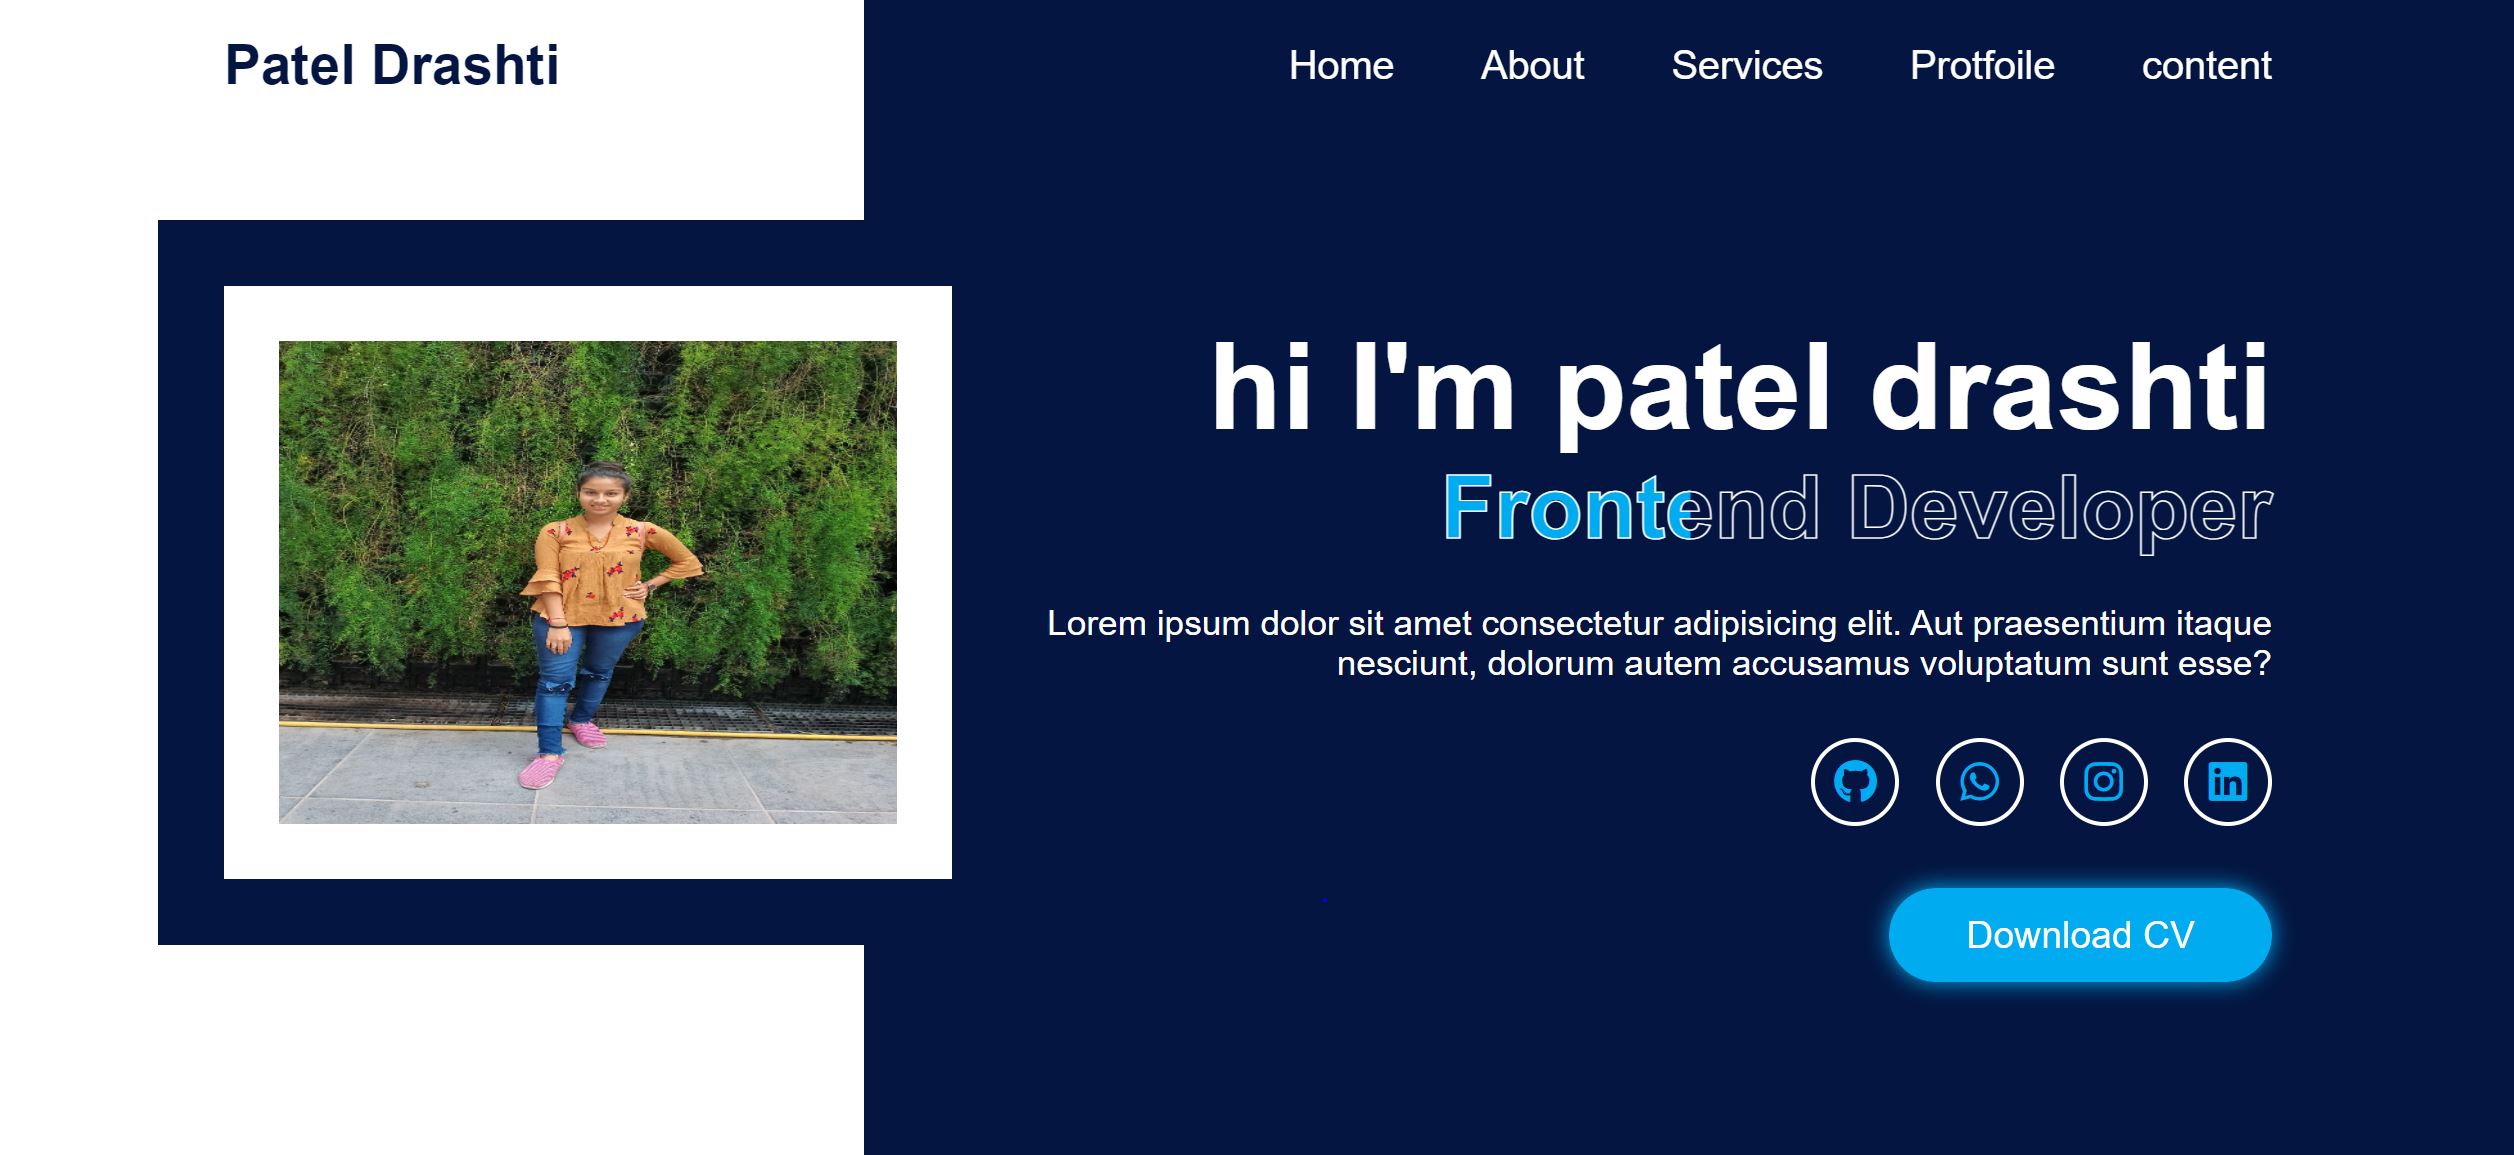 Patel Drashti
Home About Services Protfoile content
hi I'm patel drashti
Frontend Developer
Lorem ipsum dolor sit amet consectetur adipisicing elit. Aut praesentium itaque
nesciunt, dolorum autem accusamus voluptatum sunt esse?
in
Download CV